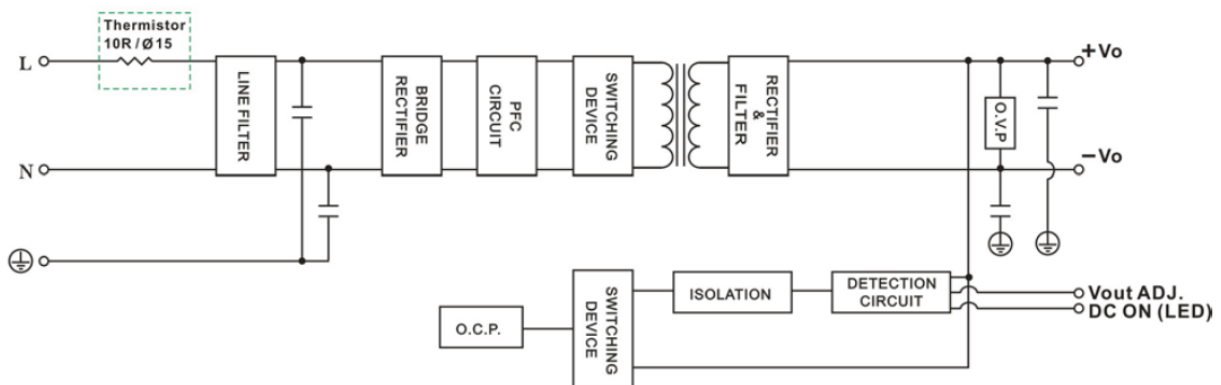 Thermistor
10R / Ø 15
L
N
LINE FILTER
BRIDGE
RECTIFIER
PFC
CIRCUIT
SWITCHING
DEVICE
RECTIFIER
&
FILTER
+Vo
O.V.P
−Vo
O.C.P.
SWITCHING
DEVICE
ISOLATION
DETECTION
CIRCUIT
Vout ADJ.
DC ON (LED)